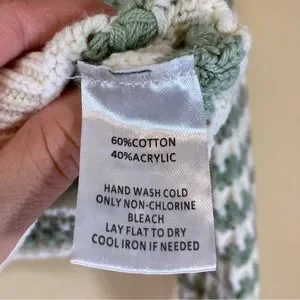 60%COTTON
40%ACRYLIC
HAND WASH COLD
ONLY NON-CHLORINE
BLEACH
LAY FLAT TO DRY
COOL IRON IF NEEDED